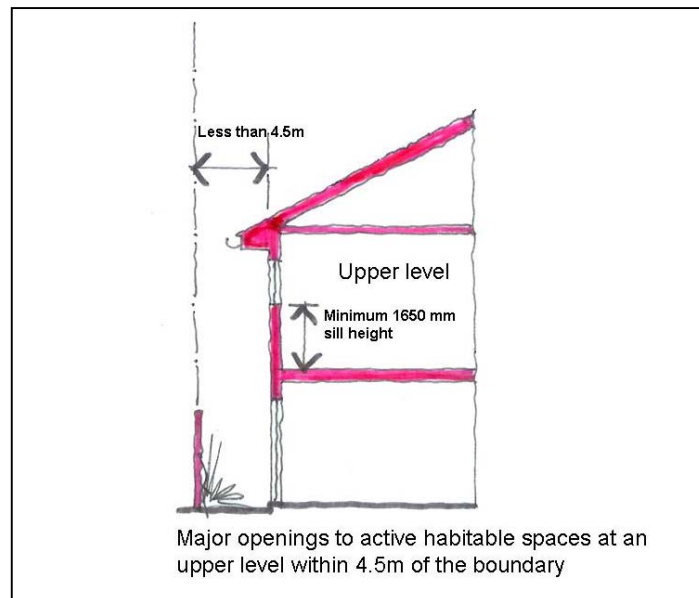 Less than 4.5m
Upper level
Minimum 1650 mm
sill height
Major openings to active habitable spaces at an
upper level within 4.5m of the boundary